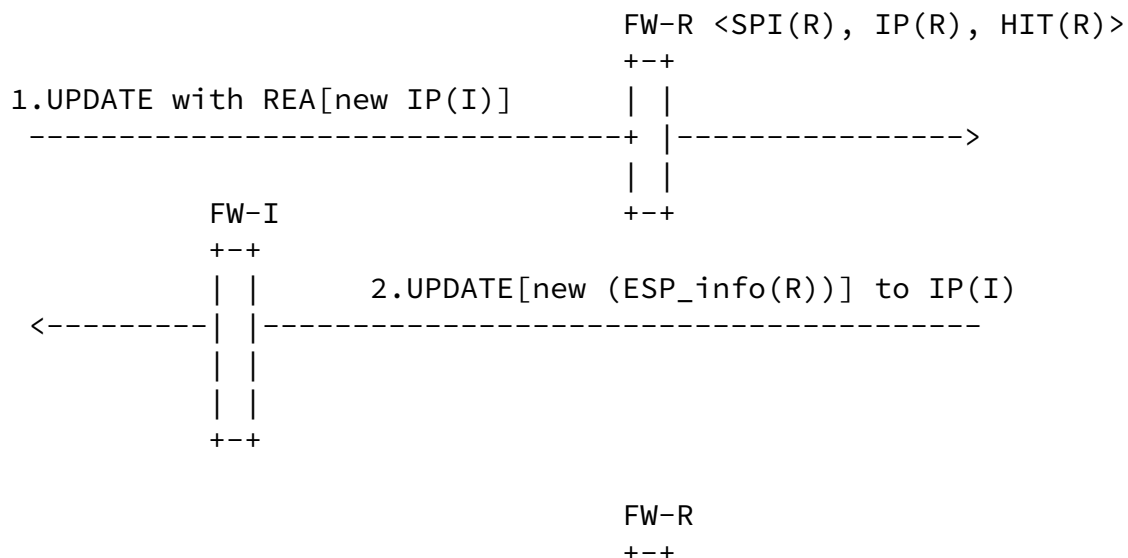 FW-R <SPI(R), IP(R), HIT(R)>
+-+
1.UPDATE with REA[new IP(I)] | |
---------------------------------+ |---------------->
| |
FW-I +-+
+-+
| | 2.UPDATE[new (ESP_info(R))] to IP(I)
<----------| |----------------------------------------
| |
| |
+-+
FW-R
+-+